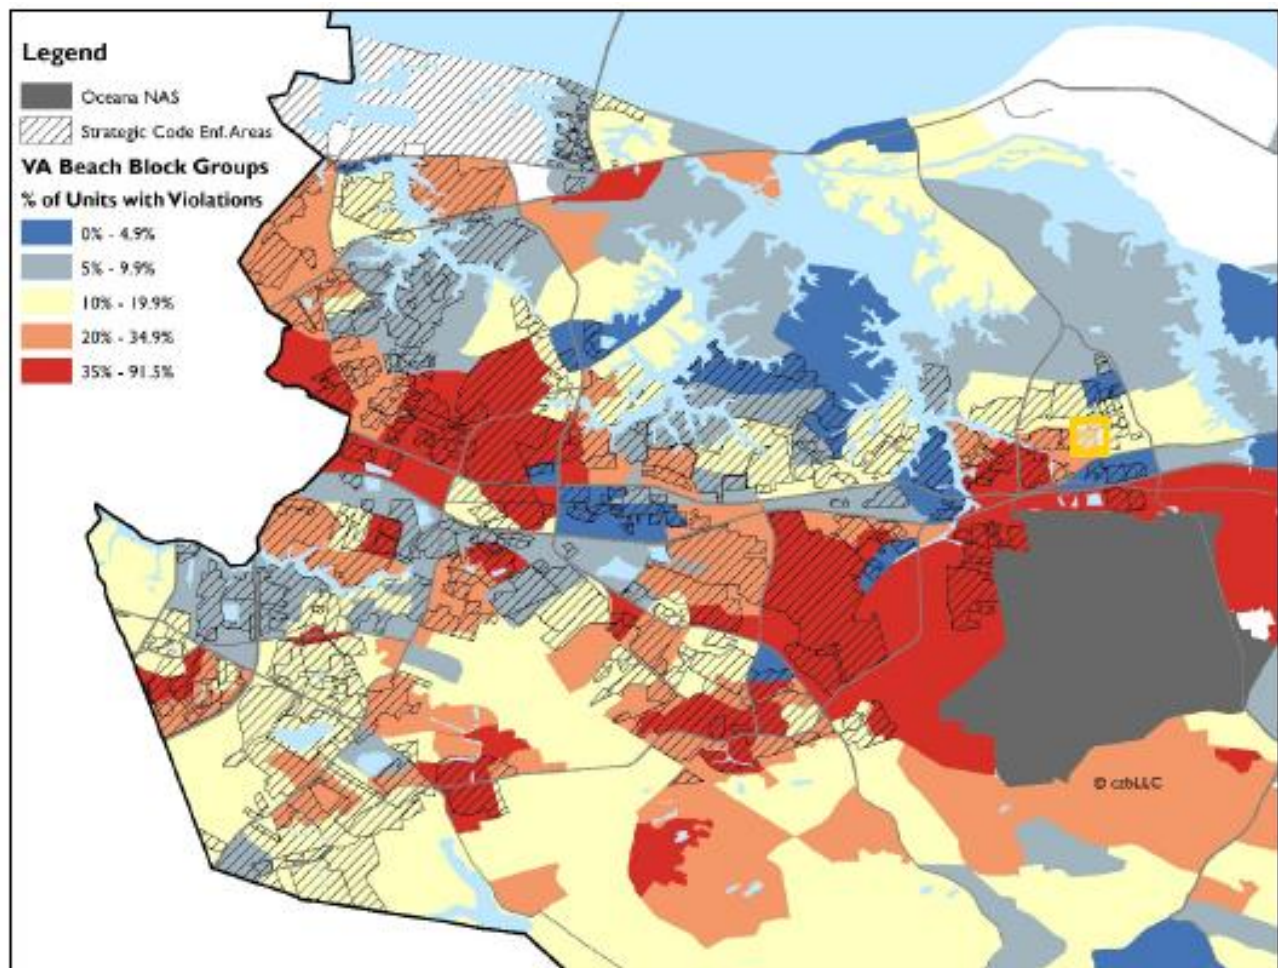 Legend
Oceana NAS
Strategic Code Enf. Areas
VA Beach Block Groups
% of Units with Violations
0% - 4.9%
5% - 9.9%
10% - 19.9%
20% - 34.9%
35% - 91.5%
© czbLLC